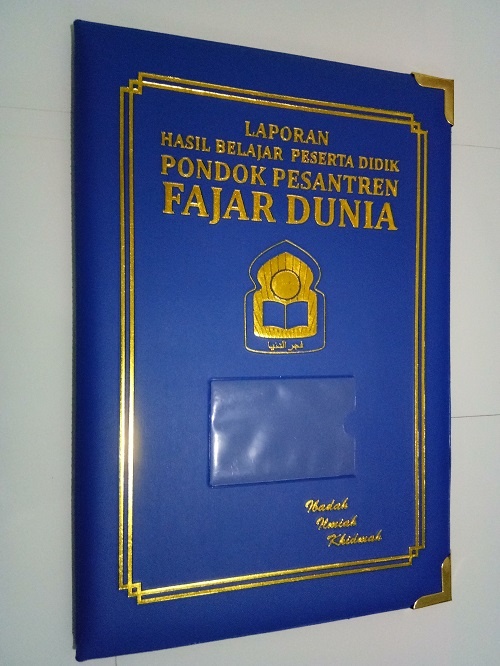 LAPORAN
HASIL BELAJAR PESERTA DIDIK
PONDOK PESANTREN
FAJAR DUNIA
فجر الدنيا
Ibadah
Ilmiah
Khidmah